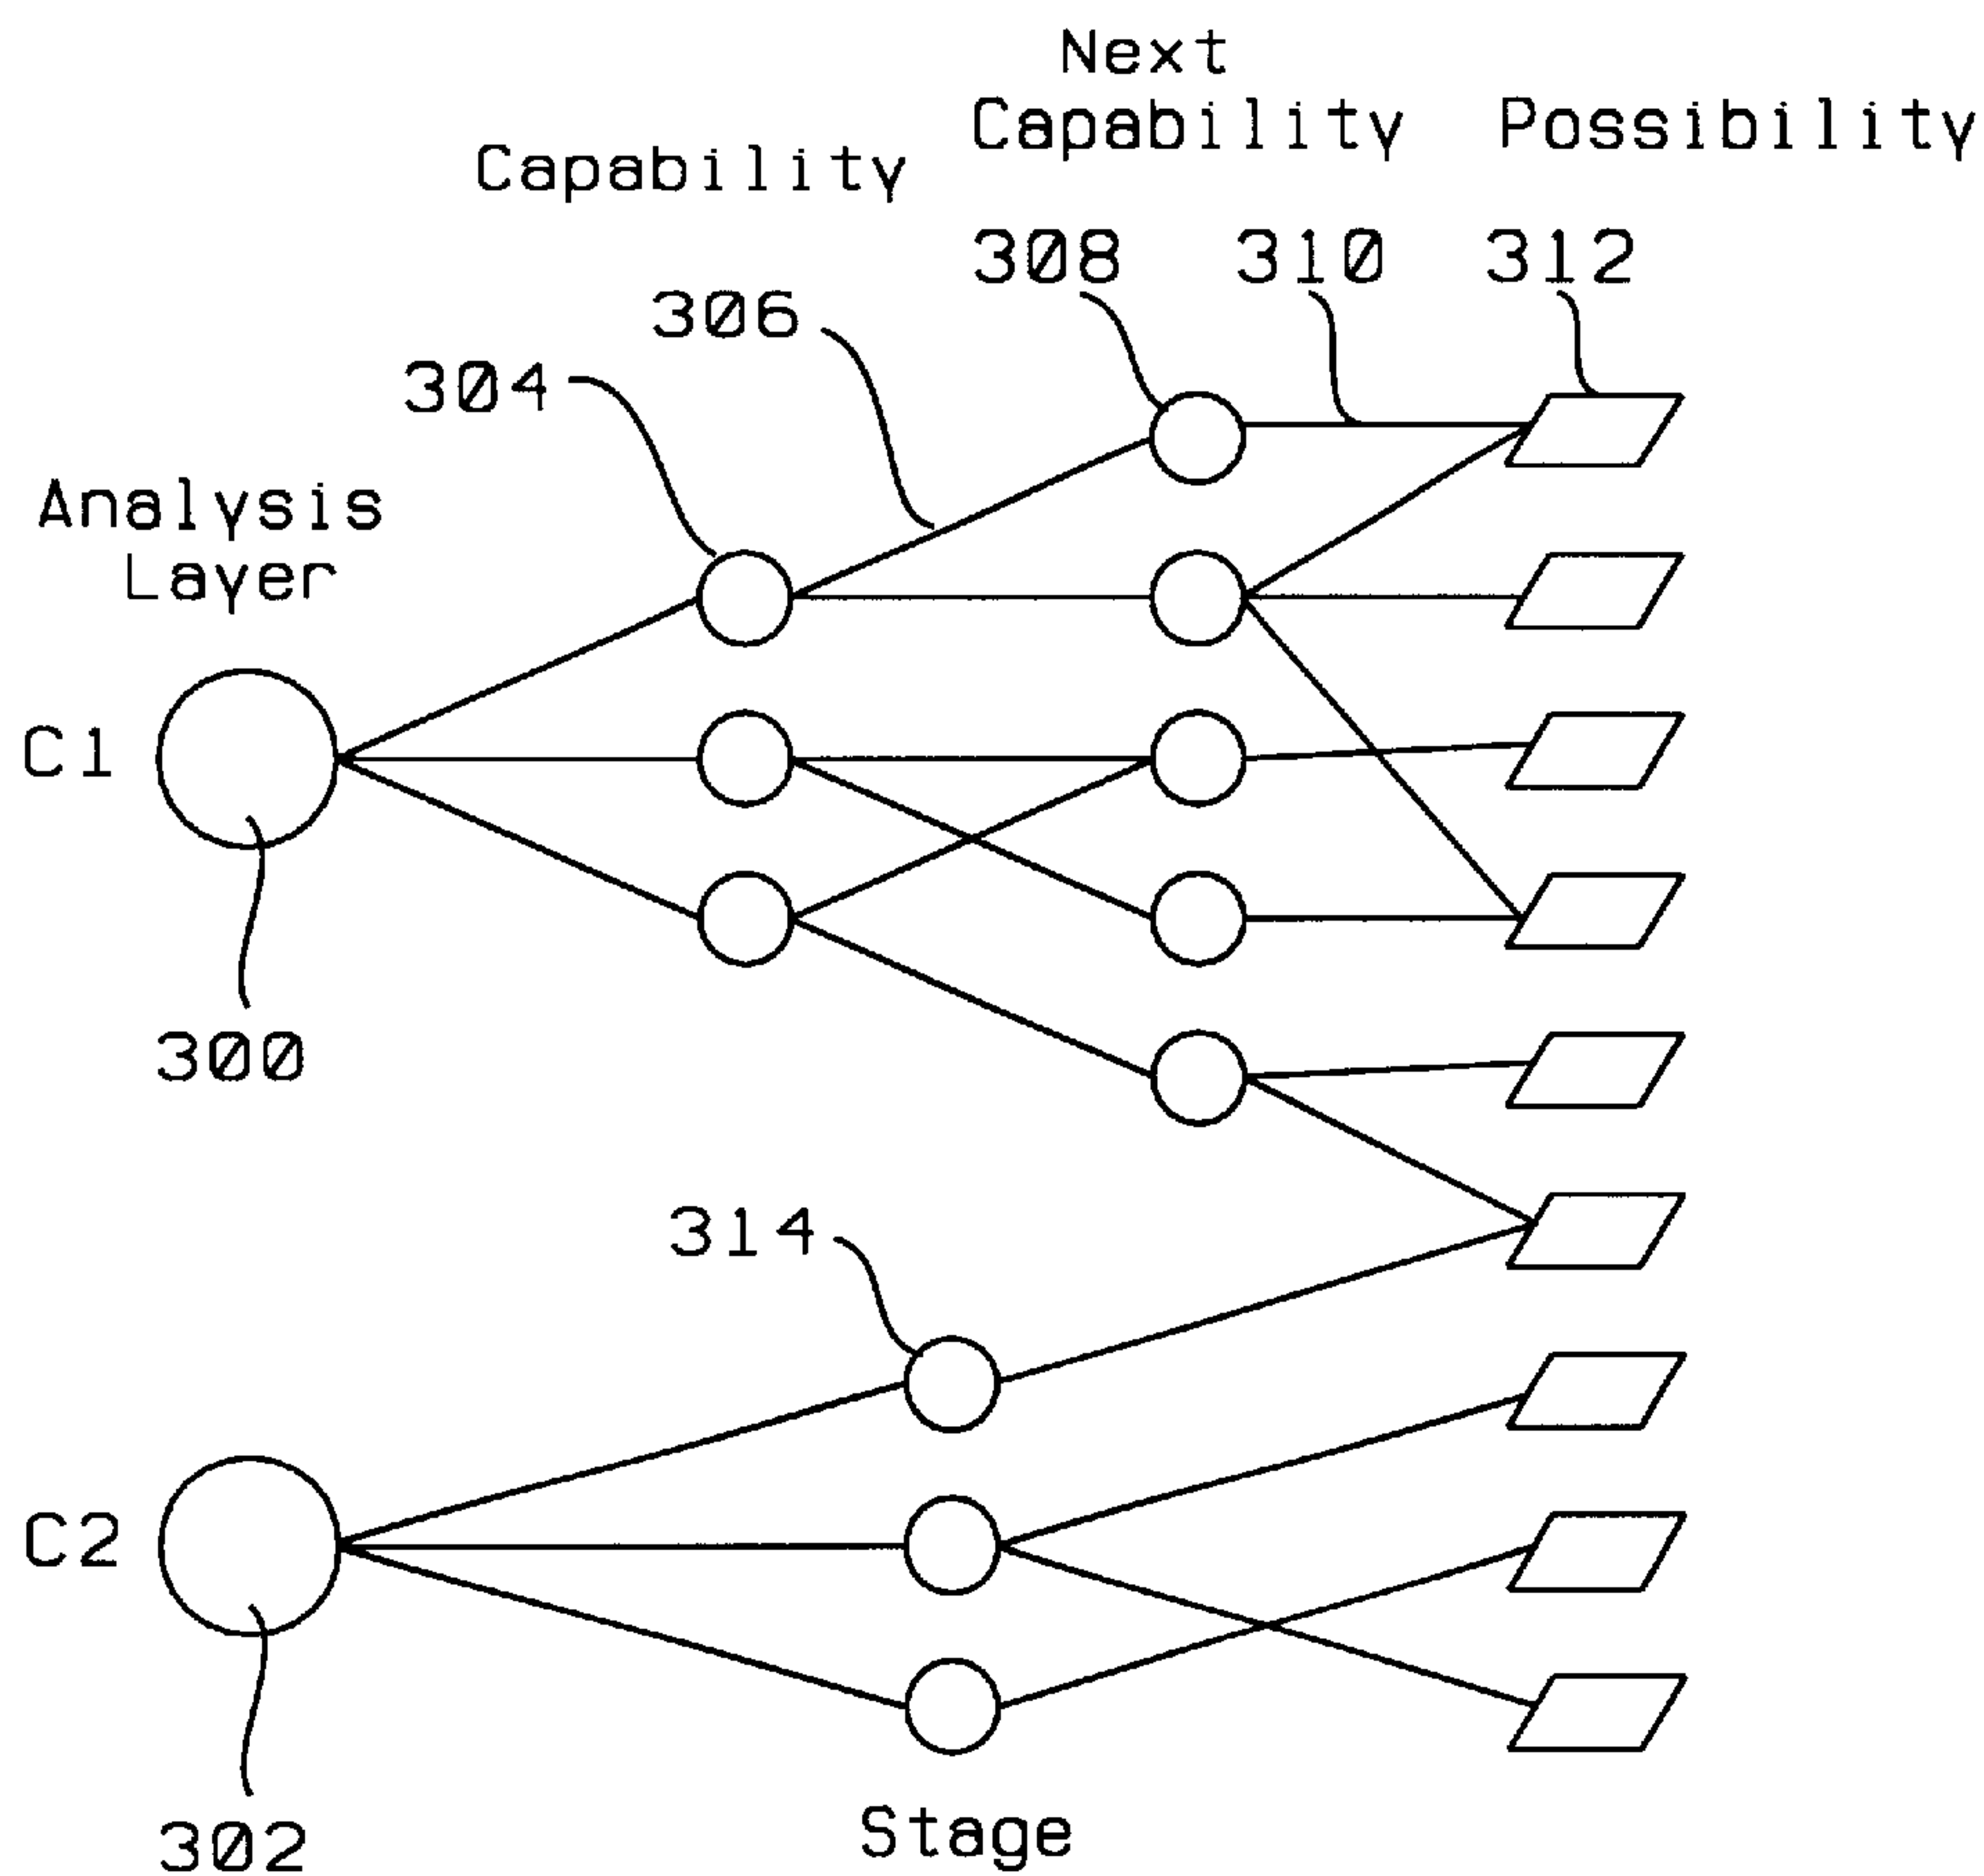 Next
Capability
Possibility
Capability
308
310
312
306
304
Analysis
Layer
C1
300
314
C2
302
Stage